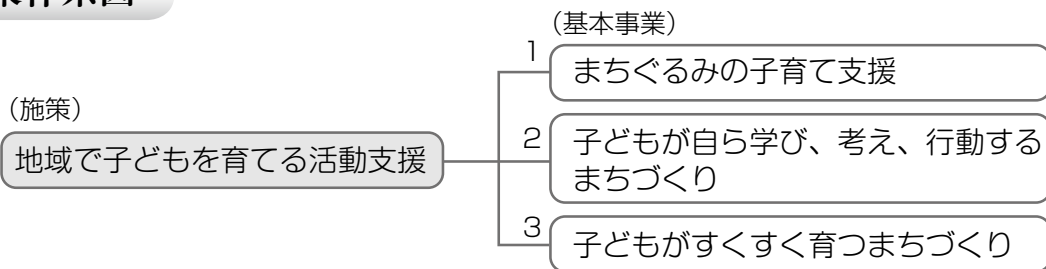 (基本事業)
1
まちぐるみの子育て支援
(施策)
地域で子どもを育てる活動支援
2
子どもが自ら学び、考え、行動する
まちづくり
3
子どもがすくすく育つまちづくり